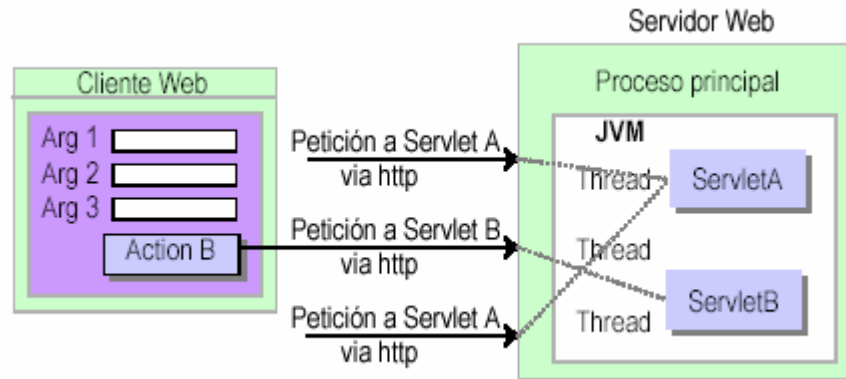 Servidor Web
Cliente Web
Proceso principal
Arg 1
Arg 2
Arg 3
Action B
Petición a Servlet A
via http
Petición a Servlet B
via http
Petición a Servlet A
via http
JVM
Thread
ServletA
Thread
Thread
ServletB